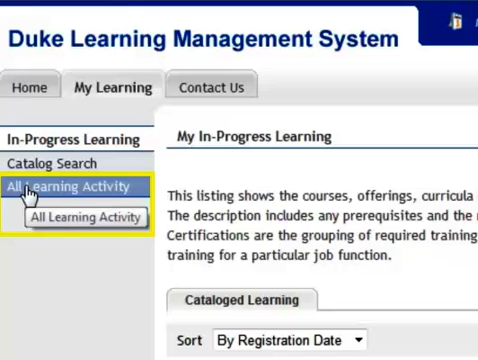 Duke Learning Management System
Home
My Learning
Contact Us
In-Progress Learning
Catalog Search
All Learning Activity
All Learning Activity
My In-Progress Learning
This listing shows the courses, offerings, curricula
The description includes any prerequisites and the
Certifications are the grouping of required training
training for a particular job function.
Cataloged Learning
Sort By Registration Date